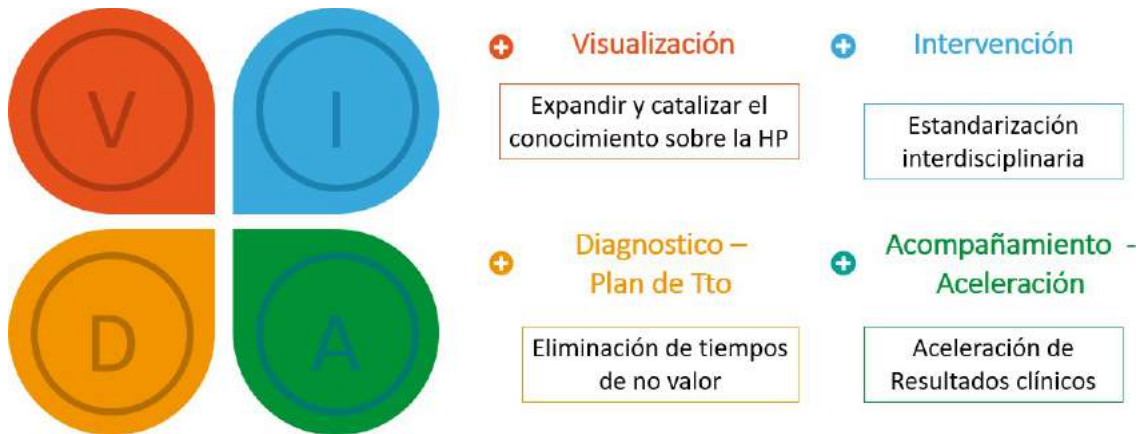 V
I
D
A
Visualización
Expandir y catalizar el
conocimiento sobre la HP
Intervención
Estandarización
interdisciplinaria
Diagnostico –
Plan de Tto
Eliminación de tiempos
de no valor
Acompañamiento -
Aceleración
Aceleración de
Resultados clínicos